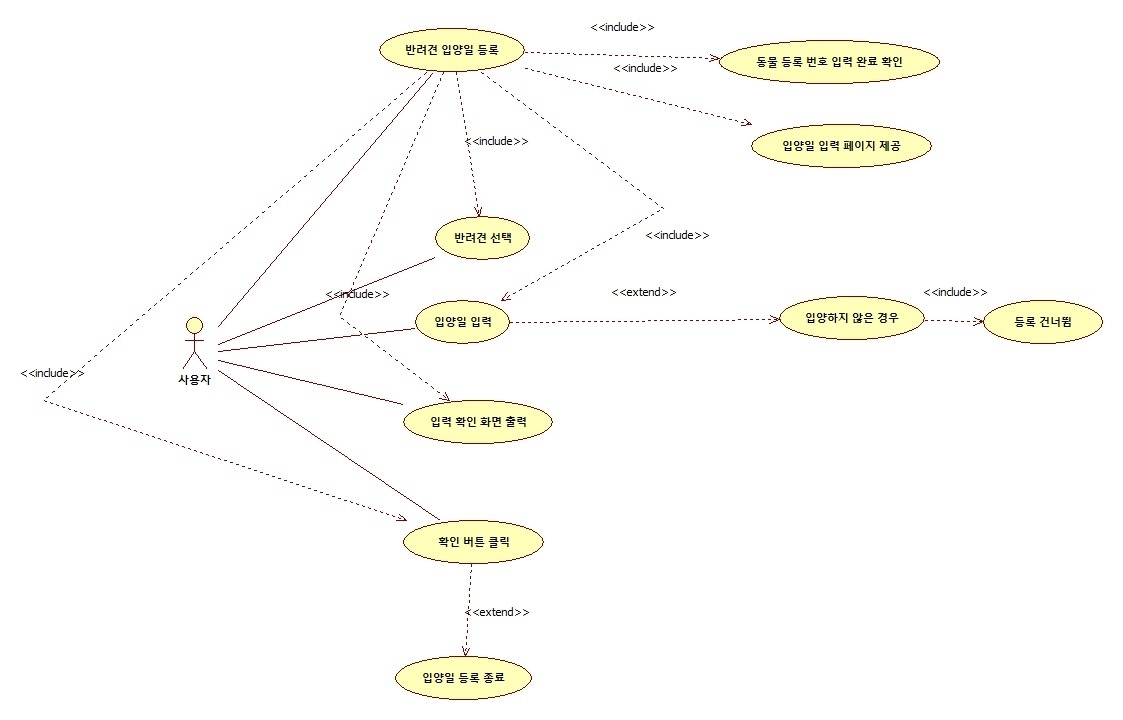 <<include>>
반려견 입양일 등록
동물 등록 번호 입력 완료 확인
<<include>>
<<include>>
입양일 입력 페이지 제공
반려견 선택
<<include>>
<<include>>
<<extend>>
<<include>>
입양일 입력
입양하지 않은 경우
등록 건너뜀
<<include>>
사용자
입력 확인 화면 출력
확인 버튼 클릭
<<extend>>
입양일 등록 종료